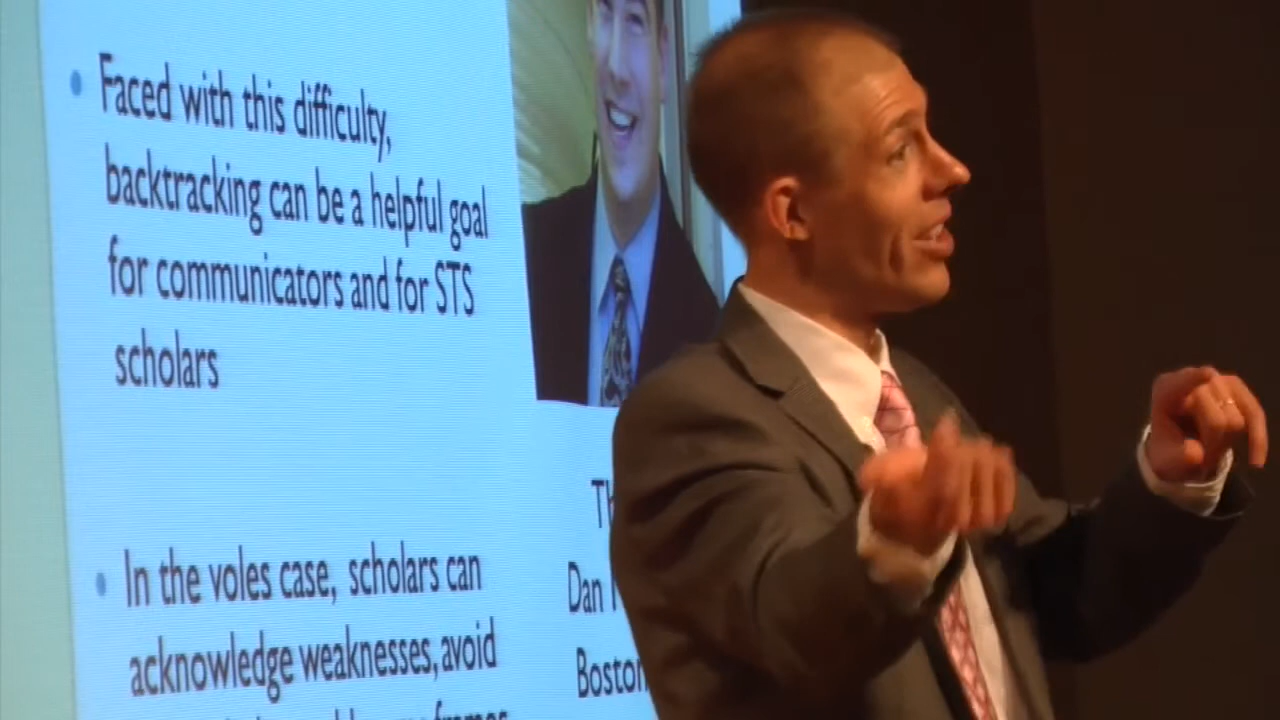 Faced with this difficulty,
backtracking can be a helpful goal
for communicators and for STS
scholars
In the voles case, scholars can
acknowledge weaknesses, avoid
frames
Dan
Boston